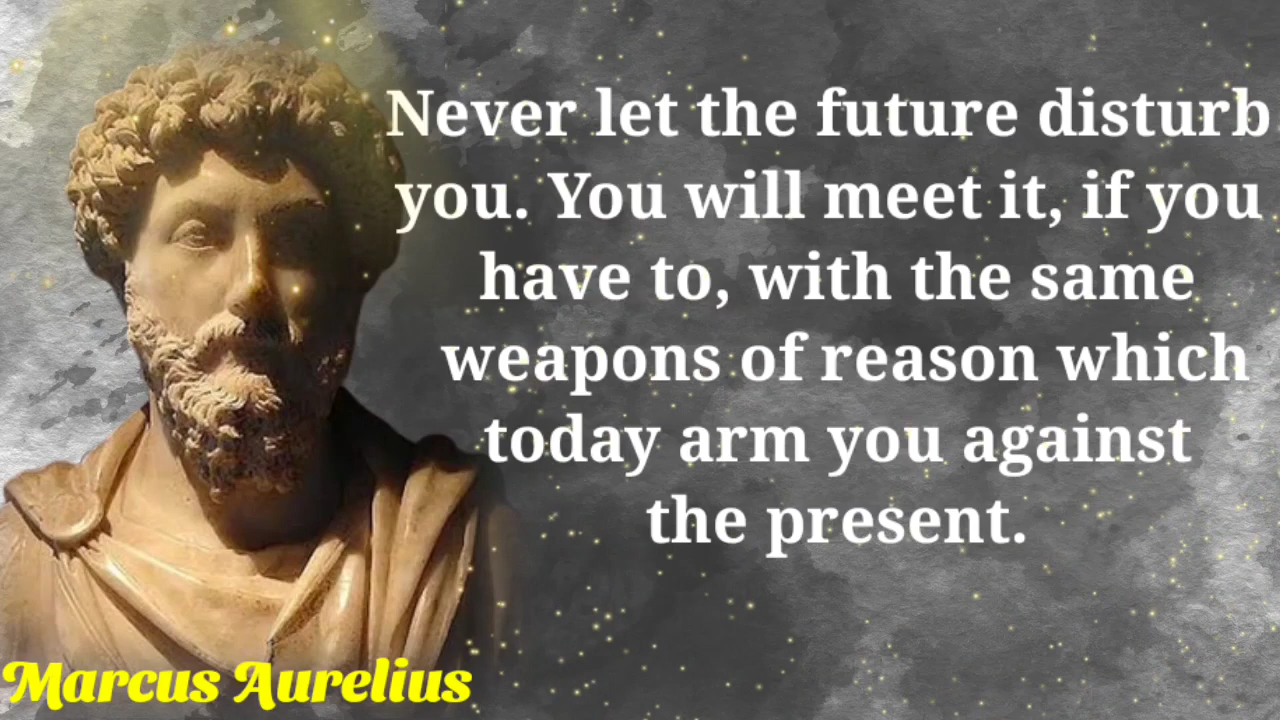 Never let the future disturb
you. You will meet it, if you
have to, with the same
weapons of reason which
today arm you against
the present.
Marcus Aurelius